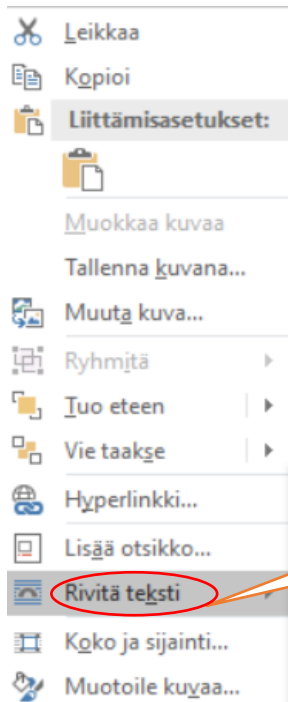 Leikkaa
Kopioi
Liittämisasetukset:
Muokkaa kuvaa
Tallenna kuvana...
Muuta kuva...
Ryhmitä
Tuo eteen
Vie taakse
Hyperlinkki...
Lisää otsikko...
Rivitä teksti
Koko ja sijainti...
Muotoile kuvaa...